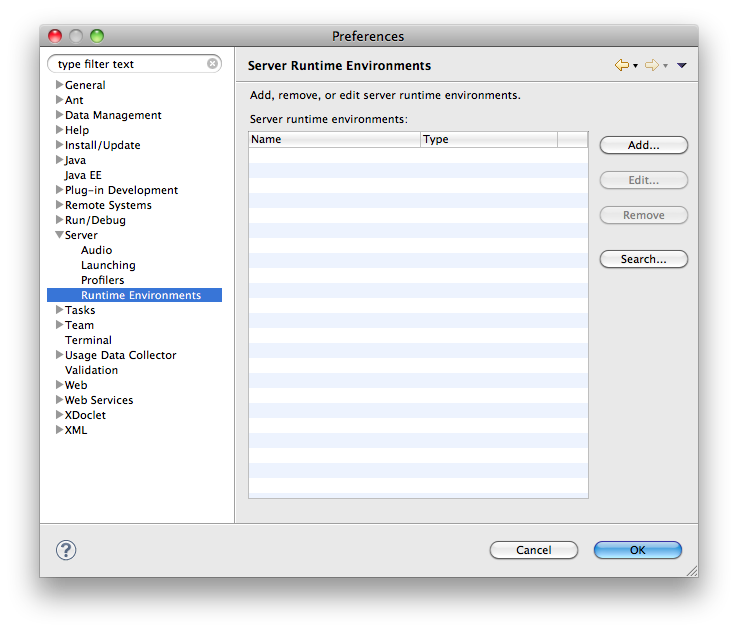 Preferences
type filter text
General
Ant
Data Management
Help
Install/Update
Java
Java EE
Plug-in Development
Remote Systems
Run/Debug
Server
Audio
Launching
Profilers
Runtime Environments
Tasks
Team
Terminal
Usage Data Collector
Validation
Web
Web Services
XDoclet
XML
Server Runtime Environments
Add, remove, or edit server runtime environments.
Server runtime environments:
Name Type
Add...
Edit...
Remove
Search...
?
Cancel OK